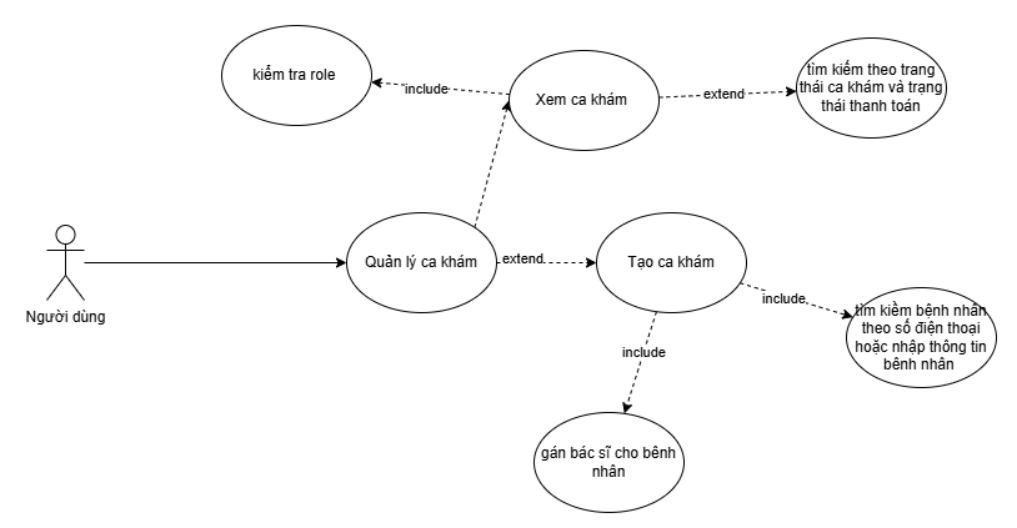 kiểm tra role
include
Xem ca khám
extend
tìm kiếm theo trang
thái ca khám và trạng
thái thanh toán
Người dùng
Quản lý ca khám
extend
Tạo ca khám
include
tìm kiềm bệnh nhân
theo số điện thoại
hoặc nhập thông tin
bênh nhân
include
gán bác sĩ cho bênh
nhân